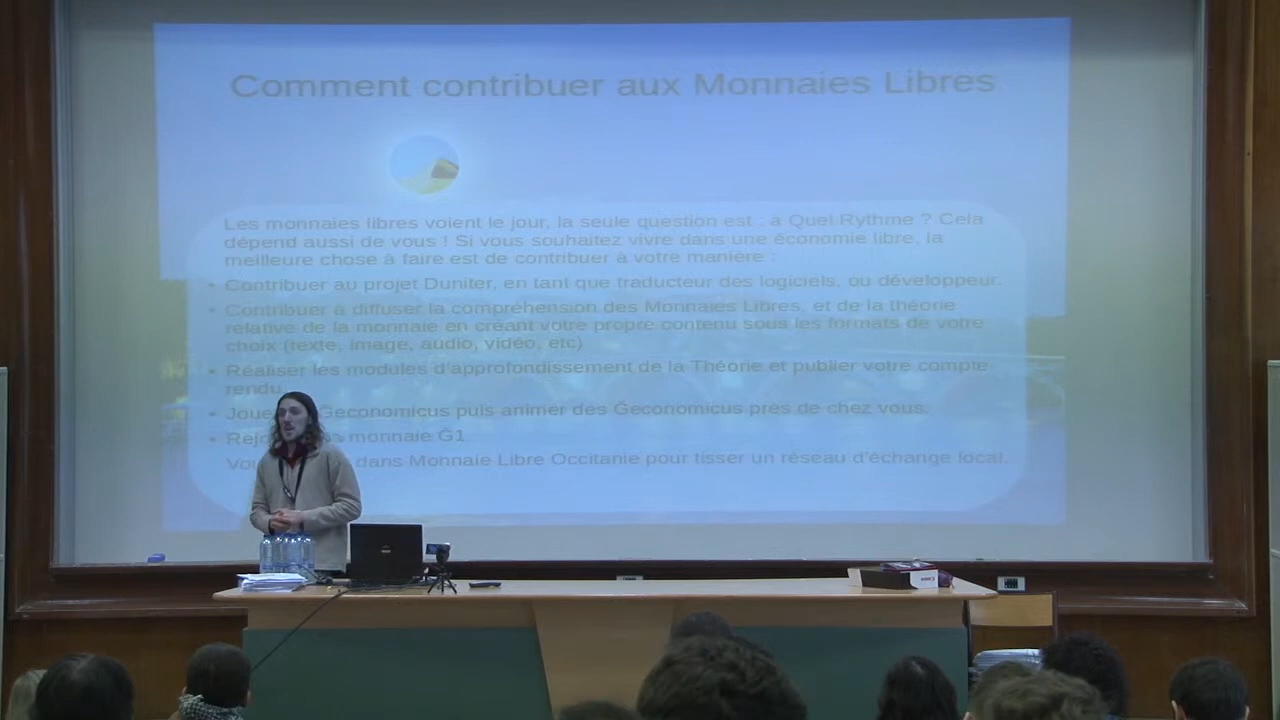 Comment contribuer aux Monnaies Libres
Les monnaies libres voient le jour, la seule question est : a Quel Rythme ? Cela
dépend aussi de vous ! Si vous souhaitez vivre dans une économie libre, la
meilleure chose à faire est de contribuer à votre manière :
• Contribuer au projet Duniter, en tant que traducteur des logiciels, ou développeur.
• Contribuer à diffuser la compréhension des Monnaies Libres, et de la théorie
relative de la monnaie en créant votre propre contenu sous les formats de votre
choix (texte, image, audio, vidéo, etc)
• Réaliser les modules d'approfondissement de la Théorie et publier votre compte-
rendu
• Ğeconomicus puis animer des Ğeconomicus près de chez vous.
• monnaie Ğ1.
dans Monnaie Libre Occitanie pour tisser un réseau d'échange local.